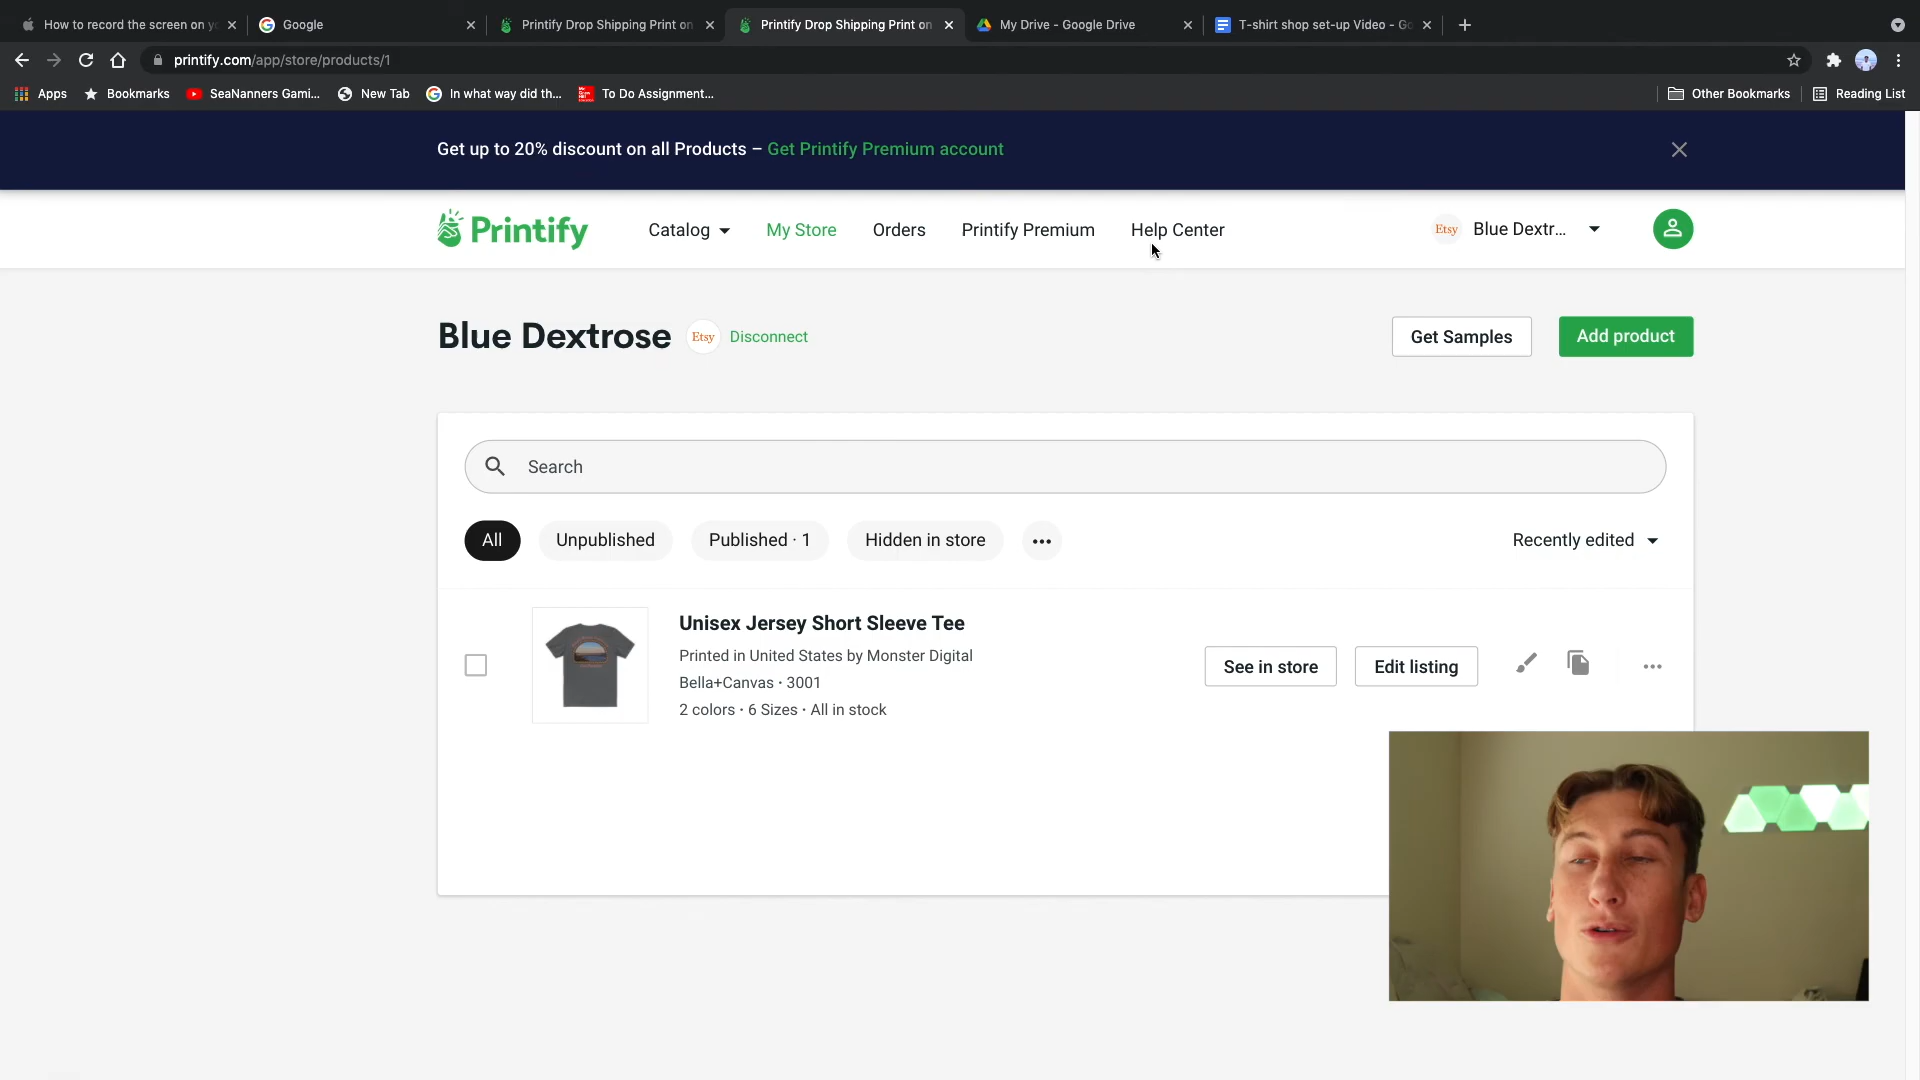 How to record the screen on yo
Google
Printify Drop Shipping Print on
Printify Drop Shipping Print on
My Drive - Google Drive
T-shirt shop set-up Video - Go
printify.com/app/store/products/1
Apps
Bookmarks
SeaNanners Gami...
New Tab
In what way did th...
To Do Assignment...
Other Bookmarks
Reading List
Get up to 20% discount on all Products – Get Printify Premium account
Printify
Catalog
My Store
Orders
Printify Premium
Help Center
Etsy
Blue Dextr...
Blue Dextrose
Etsy
Disconnect
Get Samples
Add product
Search
All
Unpublished
Published · 1
Hidden in store
Recently edited
Unisex Jersey Short Sleeve Tee
Printed in United States by Monster Digital
Bella+Canvas · 3001
2 colors · 6 Sizes · All in stock
See in store
Edit listing